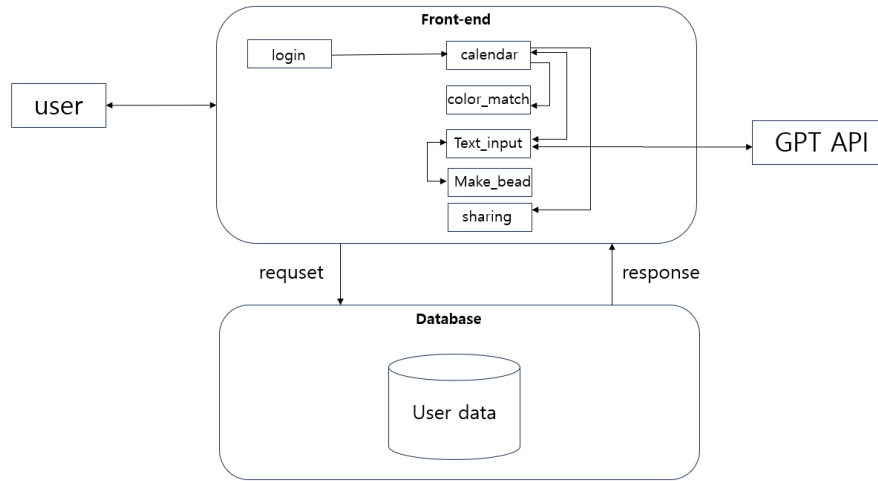 Front-end
login
calendar
user
color_match
Text_input
GPT API
Make_bead
sharing
requset
response
Database
User data